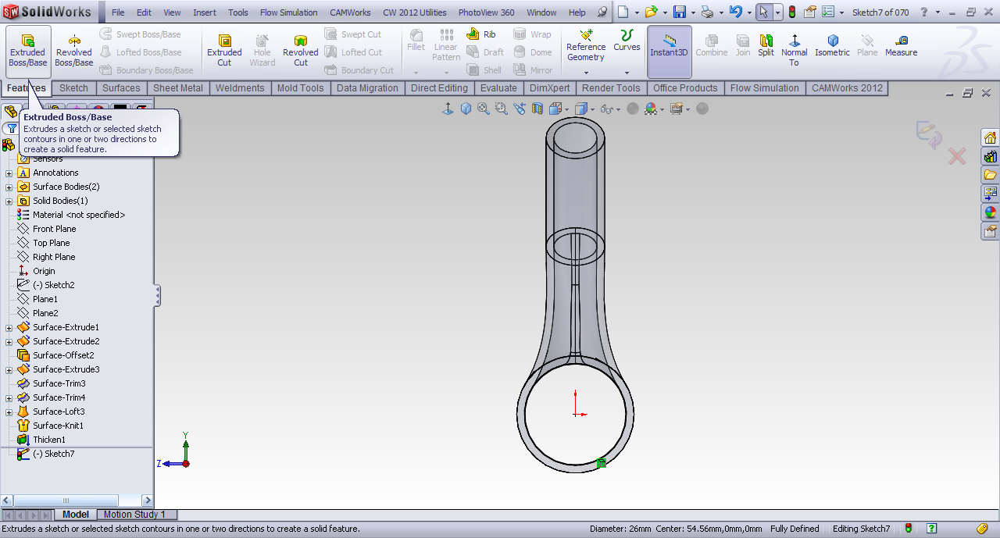 SolidWorks File Edit View Insert Tools Flow Simulation CAMWorks CW 2012 Utilities PhotoView 360 Window Help Sketch7 of 070 ?
Extruded Boss/Base
Revolved Boss/Base
Swept Boss/Base
Lofted Boss/Base
Boundary Boss/Base
Extruded Cut
Hole Wizard
Revolved Cut
Swept Cut
Lofted Cut
Boundary Cut
Fillet
Linear Pattern
Rib
Draft
Shell
Wrap
Dome
Mirror
Reference Geometry
Curves
Instant3D
Combine
Join
Split
Normal To
Isometric
Plane
Measure
Features Sketch Surfaces Sheet Metal Weldments Mold Tools Data Migration Direct Editing Evaluate DimXpert Render Tools Office Products Flow Simulation CAMWorks 2012
Extruded Boss/Base
Extrudes a sketch or selected sketch
contours in one or two directions to
create a solid feature.
Sensors
Annotations
Surface Bodies(2)
Solid Bodies(1)
Material <not specified>
Front Plane
Top Plane
Right Plane
Origin
(-) Sketch2
Plane1
Plane2
Surface-Extrude1
Surface-Extrude2
Surface-Offset2
Surface-Extrude3
Surface-Trim3
Surface-Trim4
Surface-Loft3
Surface-Knit1
Thicken1
(-) Sketch7
Y
Z
Model Motion Study 1
Extrudes a sketch or selected sketch contours in one or two directions to create a solid feature. Diameter: 26mm Center: 54.56mm,0mm,0mm Fully Defined Editing Sketch7 ?